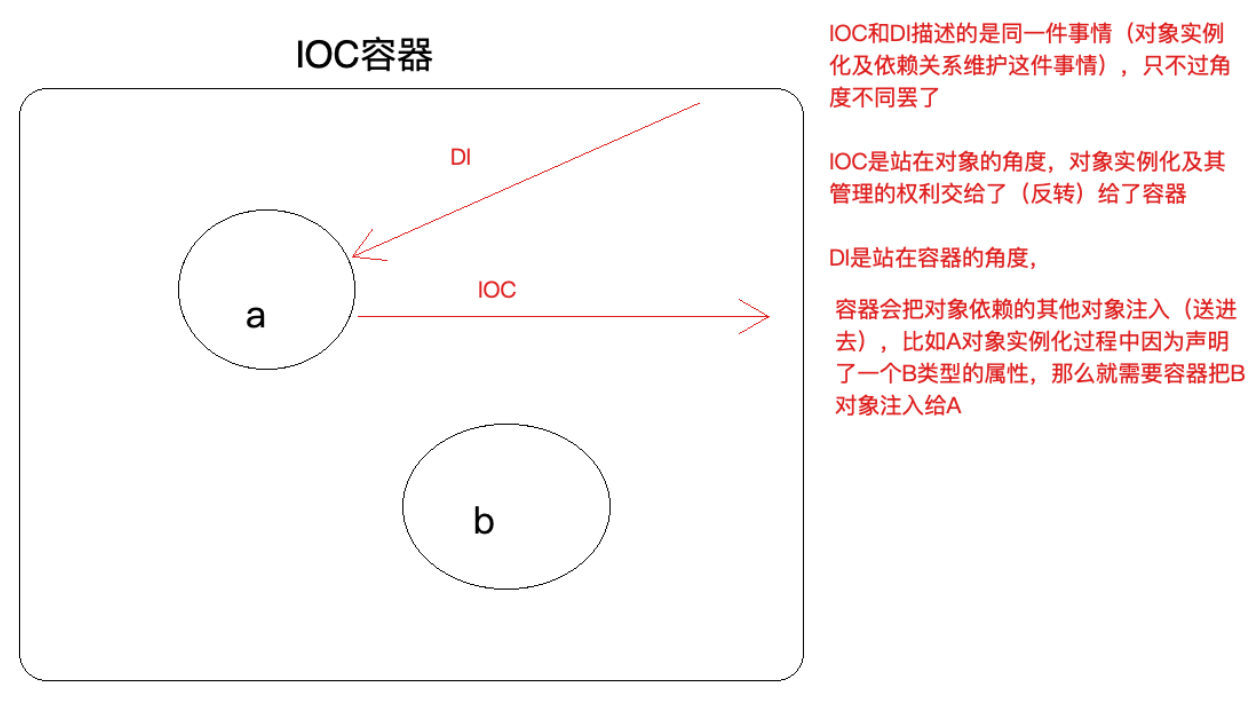 IOC容器
DI
IOC
a
b
IOC和DI描述的是同一件事情（对象实例
化及依赖关系维护这件事情），只不过角
度不同罢了
IOC是站在对象的角度，对象实例化及其
管理的权利交给了（反转）给了容器
DI是站在容器的角度，
容器会把对象依赖的其他对象注入（送进
去），比如A对象实例化过程中因为声明
了一个B类型的属性，那么就需要容器把B
对象注入给A